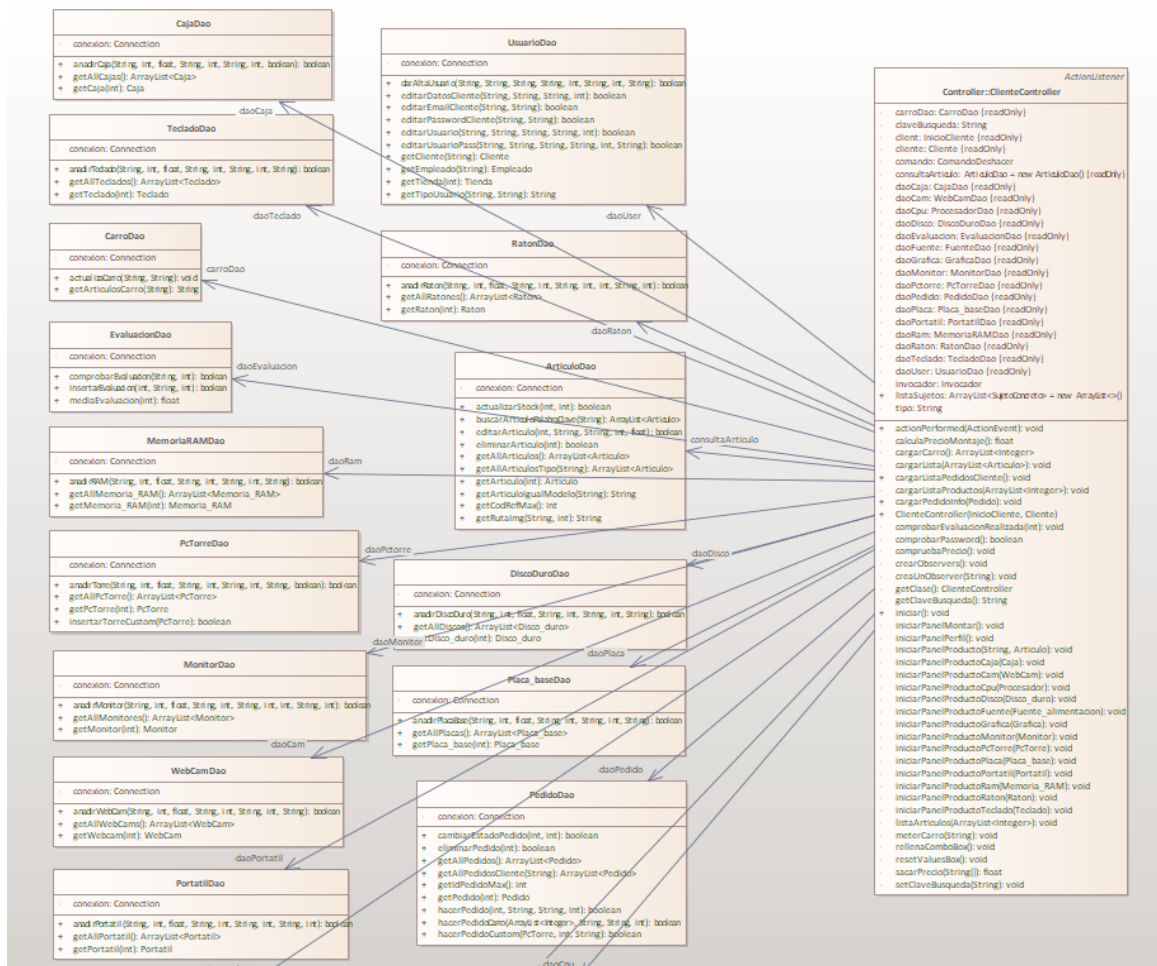 CajaDao
conexion: Connection
+ anadirCaja(String, int, float, String, int, String, int, boolean): boolean
+ getAllCajas(): ArrayList<Caja>
+ getCaja(int): Caja
daoCaja
TecladoDao
conexion: Connection
+ anadirTeclado(String, int, float, String, int, String, int, String): boolean
+ getAllTeclados(): ArrayList<Teclado>
+ getTeclado(int): Teclado
daoTeclado
CarroDao
conexion: Connection
+ actualizaCarro(String, String): void
+ getArticulosCarro(String): String
carroDao
EvaluacionDao
conexion: Connection
+ comprobarEvaluacion(String, int): boolean
+ insertarEvaluacion(int, String, int): boolean
+ mediaEvaluacion(int): float
daoEvaluacion
MemoriaRAMDao
conexion: Connection
+ anadirRAM(String, int, float, String, int, String, int, int, String): boolean
+ getAllMemoria_RAM(): ArrayList<Memoria_RAM>
+ getMemoria_RAM(int): Memoria_RAM
daoRam
PcTorreDao
conexion: Connection
+ anadirTorre(String, int, float, String, int, String, String, String, boolean): boolean
+ getAllPcTorre(): ArrayList<PcTorre>
+ getPcTorre(int): PcTorre
+ insertarTorreCustom(PcTorre): boolean
daoPctorre
MonitorDao
conexion: Connection
+ anadirMonitor(String, int, float, String, int, String, int, int, String, int): boolean
+ getAllMonitores(): ArrayList<Monitor>
+ getMonitor(int): Monitor
daoMonitor
WebCamDao
conexion: Connection
+ anadirWebCam(String, int, float, String, int, String, int, String): boolean
+ getAllWebCams(): ArrayList<WebCam>
+ getWebcam(int): WebCam
daoCam
PortatilDao
conexion: Connection
+ anadirPortatil(String, int, float, String, int, String, int, String, String, int): boolean
+ getAllPortatil(): ArrayList<Portatil>
+ getPortatil(int): Portatil
daoPortatil
UsuarioDao
conexion: Connection
+ darAltaUsuario(String, String, String, String, int, String, int, String): boolean
+ editarDatosCliente(String, String, String, int): boolean
+ editarEmailCliente(String, String): boolean
+ editarPasswordCliente(String, String): boolean
+ editarUsuario(String, String, String, String, String, int): boolean
+ editarUsuarioPass(String, String, String, String, int, String): boolean
+ getCliente(String): Cliente
+ getEmpleado(String): Empleado
+ getTienda(int): Tienda
+ getTipoUsuario(String, String): String
daoUser
RatonDao
conexion: Connection
+ anadirRaton(String, int, float, String, int, String, int, int, String, int): boolean
+ getAllRatones(): ArrayList<Raton>
+ getRaton(int): Raton
daoRaton
ArticuloDao
conexion: Connection
+ actualizarStock(int, int): boolean
+ buscarArticuloPalabraClave(String): ArrayList<Articulo>
+ editarArticulo(int, String, String, int, float): boolean
+ eliminarArticulo(int): boolean
+ getAllArticulos(): ArrayList<Articulo>
+ getAllArticulosTipo(String): ArrayList<Articulo>
+ getArticulo(int): Articulo
+ getArticuloIgualModelo(String): String
+ getCodRefMax(): int
+ getRutaImg(String, int): String
consultaArticulo
DiscoDuroDao
conexion: Connection
+ anadirDiscoDuro(String, int, float, String, int, String, int, String): boolean
+ getAllDiscos(): ArrayList<Disco_duro>
tDisco_duro(int): Disco_duro
daoDisco
Placa_baseDao
conexion: Connection
+ anadirPlacaBase(String, int, float, String, int, String, int, String): boolean
+ getAllPlacas(): ArrayList<Placa_base>
+ getPlaca_base(int): Placa_base
daoPlaca
PedidoDao
conexion: Connection
+ cambiarEstadoPedido(int, int): boolean
+ eliminarPedido(int): boolean
+ getAllPedidos(): ArrayList<Pedido>
+ getAllPedidosCliente(String): ArrayList<Pedido>
+ getIdPedidoMax(): int
+ getPedido(int): Pedido
+ hacerPedido(int, String, String, int): boolean
+ hacerPedidoCarro(ArrayList<Integer>, String, String, int): boolean
+ hacerPedidoCustom(PcTorre, int, String): boolean
daoPedido
daoCpu
ActionListener
Controller::ClienteController
carroDao: CarroDao {readOnly}
claveBusqueda: String
client: InicioCliente {readOnly}
cliente: Cliente {readOnly}
comando: ComandoDeshacer
consultaArticulo: ArticuloDao = new ArticuloDao() {readOnly}
daoCaja: CajaDao {readOnly}
daoCam: WebCamDao {readOnly}
daoCpu: ProcesadorDao {readOnly}
daoDisco: DiscoDuroDao {readOnly}
daoEvaluacion: EvaluacionDao {readOnly}
daoFuente: FuenteDao {readOnly}
daoGrafica: GraficaDao {readOnly}
daoMonitor: MonitorDao {readOnly}
daoPctorre: PcTorreDao {readOnly}
daoPedido: PedidoDao {readOnly}
daoPlaca: Placa_baseDao {readOnly}
daoPortatil: PortatilDao {readOnly}
daoRam: MemoriaRAMDao {readOnly}
daoRaton: RatonDao {readOnly}
daoTeclado: TecladoDao {readOnly}
daoUser: UsuarioDao {readOnly}
invocador: Invocador
+ listaSujetos: ArrayList<SujetoConcreto> = new ArrayList<>()
tipo: String
+ actionPerformed(ActionEvent): void
calculaPrecioMontaje(): float
+ cargarCarro(): ArrayList<Integer>
+ cargarLista(ArrayList<Articulo>): void
+ cargarListaPedidosCliente(): void
cargarListaProductos(ArrayList<Integer>): void
+ cargarPedidoInfo(Pedido): void
+ ClienteController(InicioCliente, Cliente)
comprobarEvaluacionRealizada(int): void
comprobarPassword(): boolean
compruebaPrecio(): void
crearObservers(): void
creaUnObserver(String): void
getClase(): ClienteController
getClaveBusqueda(): String
+ iniciar(): void
iniciarPanelMontar(): void
iniciarPanelPerfil(): void
iniciarPanelProducto(String, Articulo): void
iniciarPanelProductoCaja(Caja): void
iniciarPanelProductoCam(WebCam): void
iniciarPanelProductoCpu(Procesador): void
iniciarPanelProductoDisco(Disco_duro): void
iniciarPanelProductoFuente(Fuente_alimentacion): void
iniciarPanelProductoGrafica(Grafica): void
iniciarPanelProductoMonitor(Monitor): void
iniciarPanelProductoPcTorre(PcTorre): void
iniciarPanelProductoPlaca(Placa_base): void
iniciarPanelProductoPortatil(Portatil): void
iniciarPanelProductoRam(Memoria_RAM): void
iniciarPanelProductoRaton(Raton): void
iniciarPanelProductoTeclado(Teclado): void
listaArticulos(ArrayList<Integer>): void
meterCarro(String): void
rellenaComboBox(): void
resetValuesBox(): void
sacarPrecio(String[]): float
setClaveBusqueda(String): void